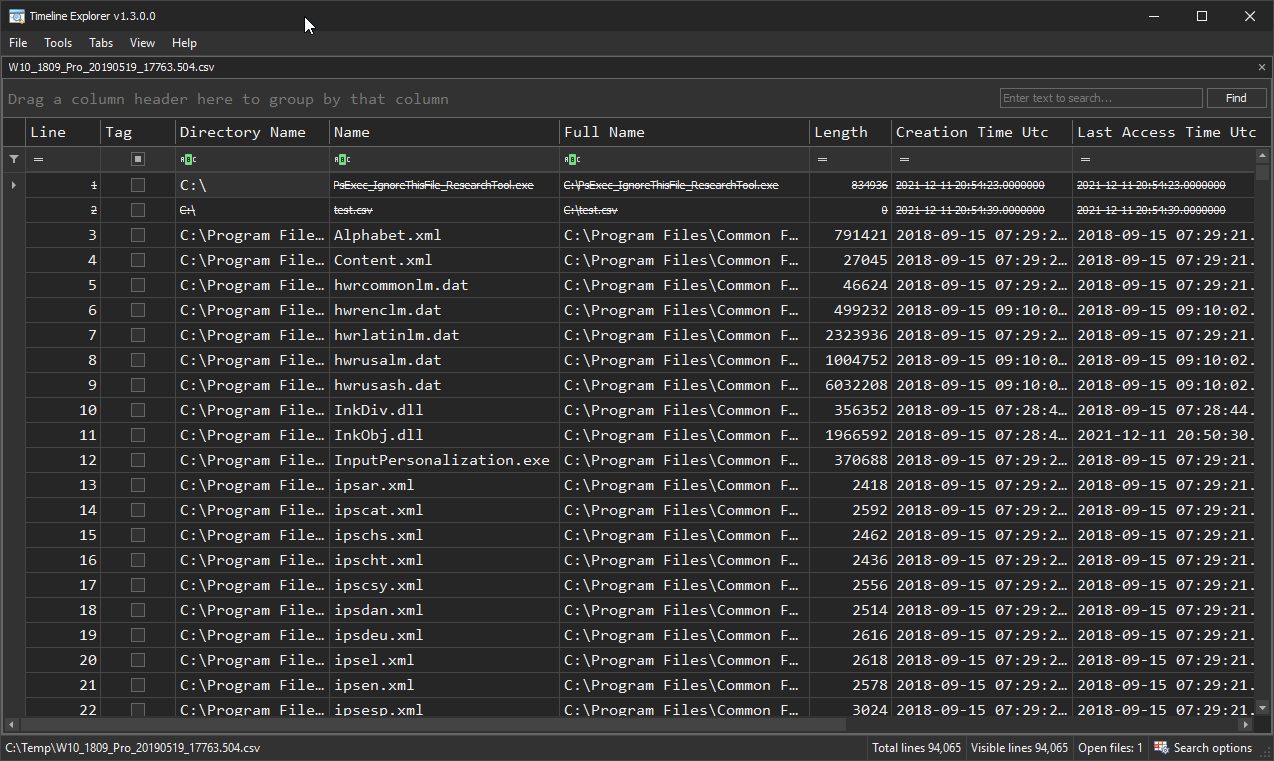 Timeline Explorer v1.3.0.0
File Tools Tabs View Help
W10_1809_Pro_20190519_17763.504.csv
Drag a column header here to group by that column Enter text to search... Find
Line Tag Directory Name Name Full Name Length Creation Time Utc Last Access Time Utc
= ABC ABC ABC = = =
1 C:\ PsExec_IgnoreThisFile_ResearchTool.exe C:\PsExec_IgnoreThisFile_ResearchTool.exe 834936 2021-12-11 20:54:23.0000000 2021-12-11 20:54:23.0000000
2 C:\ test.csv C:\test.csv 0 2021-12-11 20:54:39.0000000 2021-12-11 20:54:39.0000000
3 C:\Program File… Alphabet.xml C:\Program Files\Common F… 791421 2018-09-15 07:29:2… 2018-09-15 07:29:21.
4 C:\Program File… Content.xml C:\Program Files\Common F… 27045 2018-09-15 07:29:2… 2018-09-15 07:29:21.
5 C:\Program File… hwrcommonlm.dat C:\Program Files\Common F… 46624 2018-09-15 07:29:2… 2018-09-15 07:29:21.
6 C:\Program File… hwrenclm.dat C:\Program Files\Common F… 499232 2018-09-15 09:10:0… 2018-09-15 09:10:02.
7 C:\Program File… hwrlatinlm.dat C:\Program Files\Common F… 2323936 2018-09-15 07:29:2… 2018-09-15 07:29:21.
8 C:\Program File… hwrusalm.dat C:\Program Files\Common F… 1004752 2018-09-15 09:10:0… 2018-09-15 09:10:02.
9 C:\Program File… hwrusash.dat C:\Program Files\Common F… 6032208 2018-09-15 09:10:0… 2018-09-15 09:10:02.
10 C:\Program File… InkDiv.dll C:\Program Files\Common F… 356352 2018-09-15 07:28:4… 2018-09-15 07:28:44.
11 C:\Program File… InkObj.dll C:\Program Files\Common F… 1966592 2018-09-15 07:28:4… 2021-12-11 20:50:30.
12 C:\Program File… InputPersonalization.exe C:\Program Files\Common F… 370688 2018-09-15 07:29:2… 2018-09-15 07:29:21.
13 C:\Program File… ipsar.xml C:\Program Files\Common F… 2418 2018-09-15 07:29:2… 2018-09-15 07:29:21.
14 C:\Program File… ipscat.xml C:\Program Files\Common F… 2592 2018-09-15 07:29:2… 2018-09-15 07:29:21.
15 C:\Program File… ipschs.xml C:\Program Files\Common F… 2462 2018-09-15 07:29:2… 2018-09-15 07:29:21.
16 C:\Program File… ipscht.xml C:\Program Files\Common F… 2436 2018-09-15 07:29:2… 2018-09-15 07:29:21.
17 C:\Program File… ipscsy.xml C:\Program Files\Common F… 2556 2018-09-15 07:29:2… 2018-09-15 07:29:21.
18 C:\Program File… ipsdan.xml C:\Program Files\Common F… 2514 2018-09-15 07:29:2… 2018-09-15 07:29:21.
19 C:\Program File… ipsdeu.xml C:\Program Files\Common F… 2616 2018-09-15 07:29:2… 2018-09-15 07:29:21.
20 C:\Program File… ipsel.xml C:\Program Files\Common F… 2618 2018-09-15 07:29:2… 2018-09-15 07:29:21.
21 C:\Program File… ipsen.xml C:\Program Files\Common F… 2578 2018-09-15 07:29:2… 2018-09-15 07:29:21.
22 C:\Program File… ipsesp.xml C:\Program Files\Common F… 3024 2018-09-15 07:29:2… 2018-09-15 07:29:21.
C:\Temp\W10_1809_Pro_20190519_17763.504.csv Total lines 94,065 Visible lines 94,065 Open files: 1 Search options